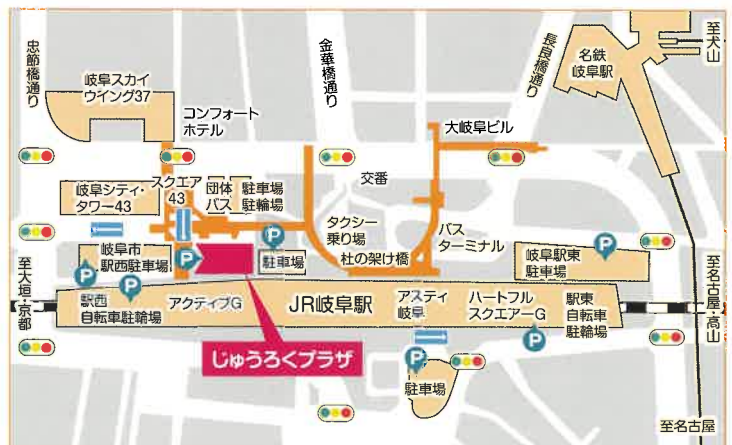 忠節橋通り
金華橋通り
長良橋通り
至犬山
名鉄
岐阜駅
岐阜スカイ
ウイング37
コンフォート
ホテル
大岐阜ビル
交番
岐阜シティ・
タワー43
スクエア
43
団体
バス
駐車場
駐輪場
タクシー
乗り場
杜の架け橋
バス
ターミナル
岐阜市
駅西駐車場
P
P
P
駐車場
P
岐阜駅東
駐車場
至大垣・京都
P
駅西
自転車駐輪場
アクティブG
JR岐阜駅
アスティ
岐阜
ハートフル
スクエアーG
駅東
自転車
駐輪場
至名古屋・高山
じゅうろくプラザ
P
P
駐車場
至名古屋